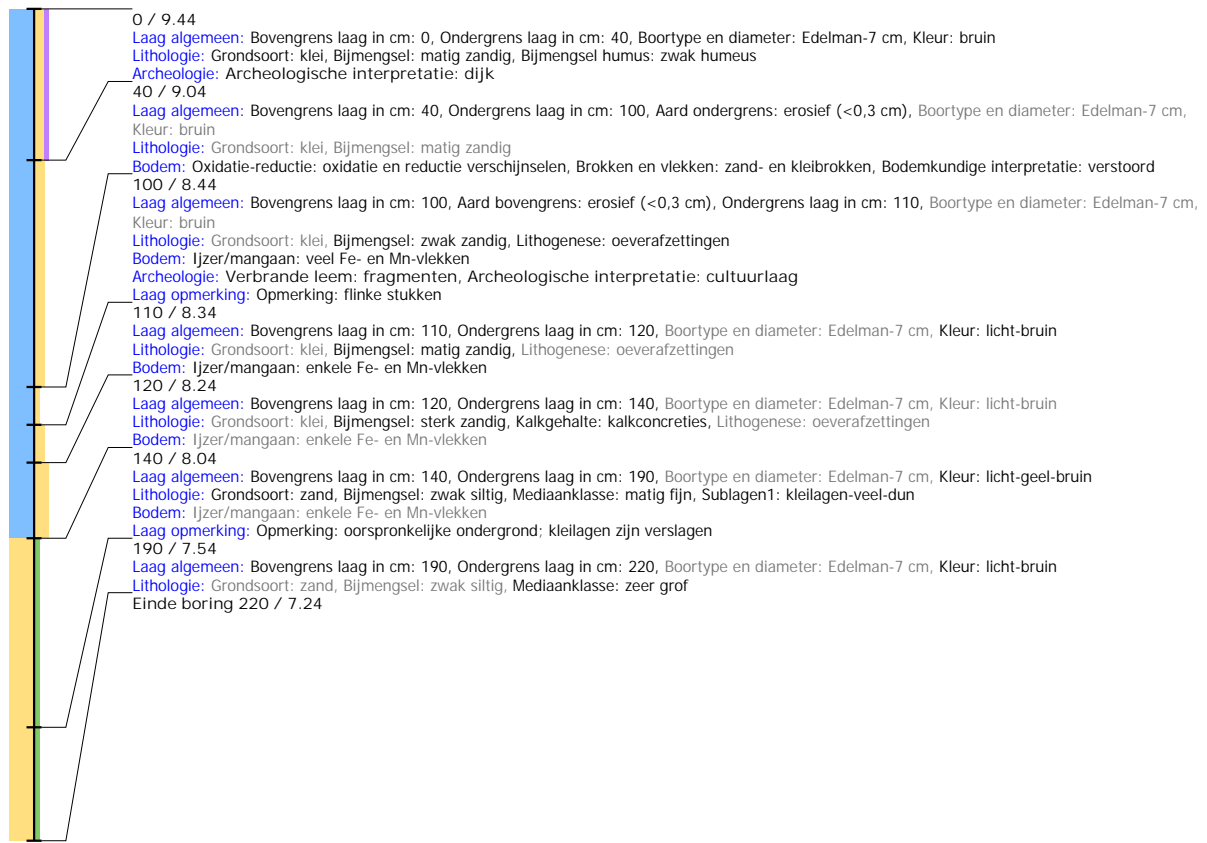 0 / 9.44
Laag algemeen: Bovengrens laag in cm: 0, Ondergrens laag in cm: 40, Boortype en diameter: Edelman-7 cm, Kleur: bruin
Lithologie: Grondsoort: klei, Bijmengsel: matig zandig, Bijmengsel humus: zwak humeus
Archeologie: Archeologische interpretatie: dijk
40 / 9.04
Laag algemeen: Bovengrens laag in cm: 40, Ondergrens laag in cm: 100, Aard ondergrens: erosief (<0,3 cm), Boortype en diameter: Edelman-7 cm,
Kleur: bruin
Lithologie: Grondsoort: klei, Bijmengsel: matig zandig
Bodem: Oxidatie-reductie: oxidatie en reductie verschijnselen, Brokken en vlekken: zand- en kleibrokken, Bodemkundige interpretatie: verstoord
100 / 8.44
Laag algemeen: Bovengrens laag in cm: 100, Aard bovengrens: erosief (<0,3 cm), Ondergrens laag in cm: 110, Boortype en diameter: Edelman-7 cm,
Kleur: bruin
Lithologie: Grondsoort: klei, Bijmengsel: zwak zandig, Lithogenese: oeverafzettingen
Bodem: Ijzer/mangaan: veel Fe- en Mn-vlekken
Archeologie: Verbrande leem: fragmenten, Archeologische interpretatie: cultuurlaag
Laag opmerking: Opmerking: flinke stukken
110 / 8.34
Laag algemeen: Bovengrens laag in cm: 110, Ondergrens laag in cm: 120, Boortype en diameter: Edelman-7 cm, Kleur: licht-bruin
Lithologie: Grondsoort: klei, Bijmengsel: matig zandig, Lithogenese: oeverafzettingen
Bodem: Ijzer/mangaan: enkele Fe- en Mn-vlekken
120 / 8.24
Laag algemeen: Bovengrens laag in cm: 120, Ondergrens laag in cm: 140, Boortype en diameter: Edelman-7 cm, Kleur: licht-bruin
Lithologie: Grondsoort: klei, Bijmengsel: sterk zandig, Kalkgehalte: kalkconcreties, Lithogenese: oeverafzettingen
Bodem: Ijzer/mangaan: enkele Fe- en Mn-vlekken
140 / 8.04
Laag algemeen: Bovengrens laag in cm: 140, Ondergrens laag in cm: 190, Boortype en diameter: Edelman-7 cm, Kleur: licht-geel-bruin
Lithologie: Grondsoort: zand, Bijmengsel: zwak siltig, Mediaanklasse: matig fijn, Sublagen1: kleilagen-veel-dun
Bodem: Ijzer/mangaan: enkele Fe- en Mn-vlekken
Laag opmerking: Opmerking: oorspronkelijke ondergrond; kleilagen zijn verslagen
190 / 7.54
Laag algemeen: Bovengrens laag in cm: 190, Ondergrens laag in cm: 220, Boortype en diameter: Edelman-7 cm, Kleur: licht-bruin
Lithologie: Grondsoort: zand, Bijmengsel: zwak siltig, Mediaanklasse: zeer grof
Einde boring 220 / 7.24